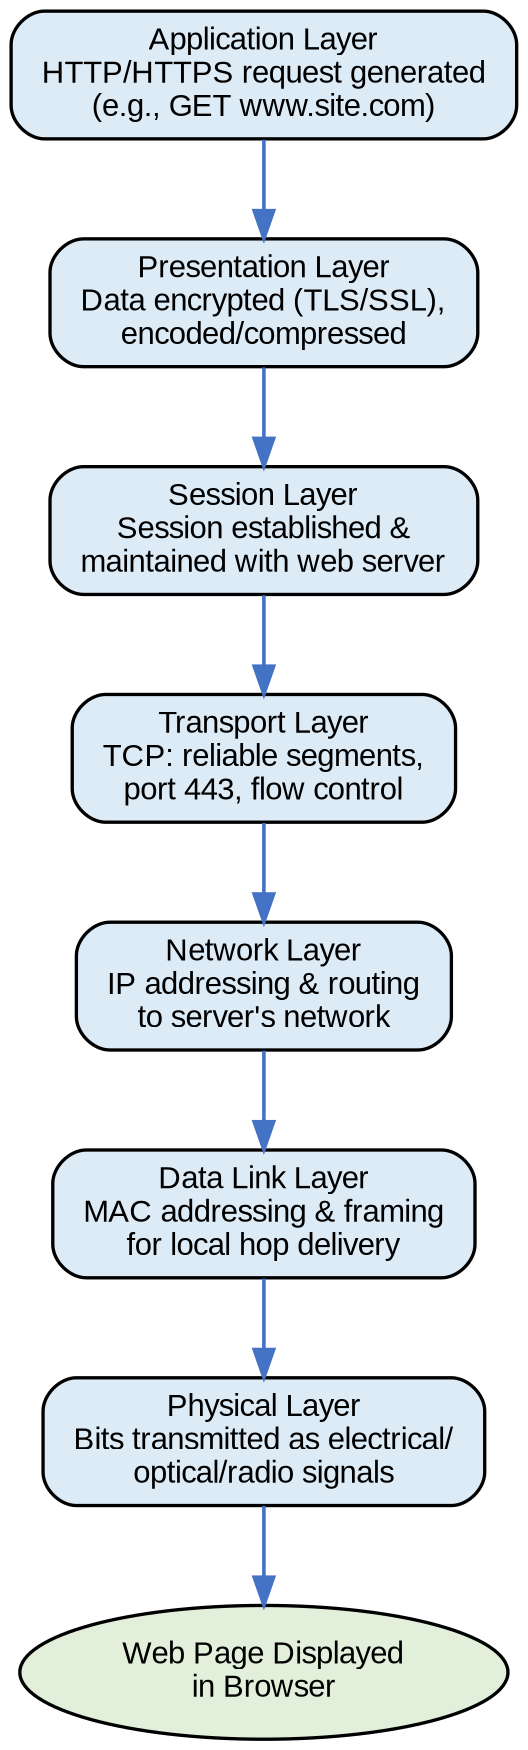 Application Layer
HTTP/HTTPS request generated
(e.g., GET www.site.com)
Presentation Layer
Data encrypted (TLS/SSL),
encoded/compressed
Session Layer
Session established &
maintained with web server
Transport Layer
TCP: reliable segments,
port 443, flow control
Network Layer
IP addressing & routing
to server's network
Data Link Layer
MAC addressing & framing
for local hop delivery
Physical Layer
Bits transmitted as electrical/
optical/radio signals
Web Page Displayed
in Browser